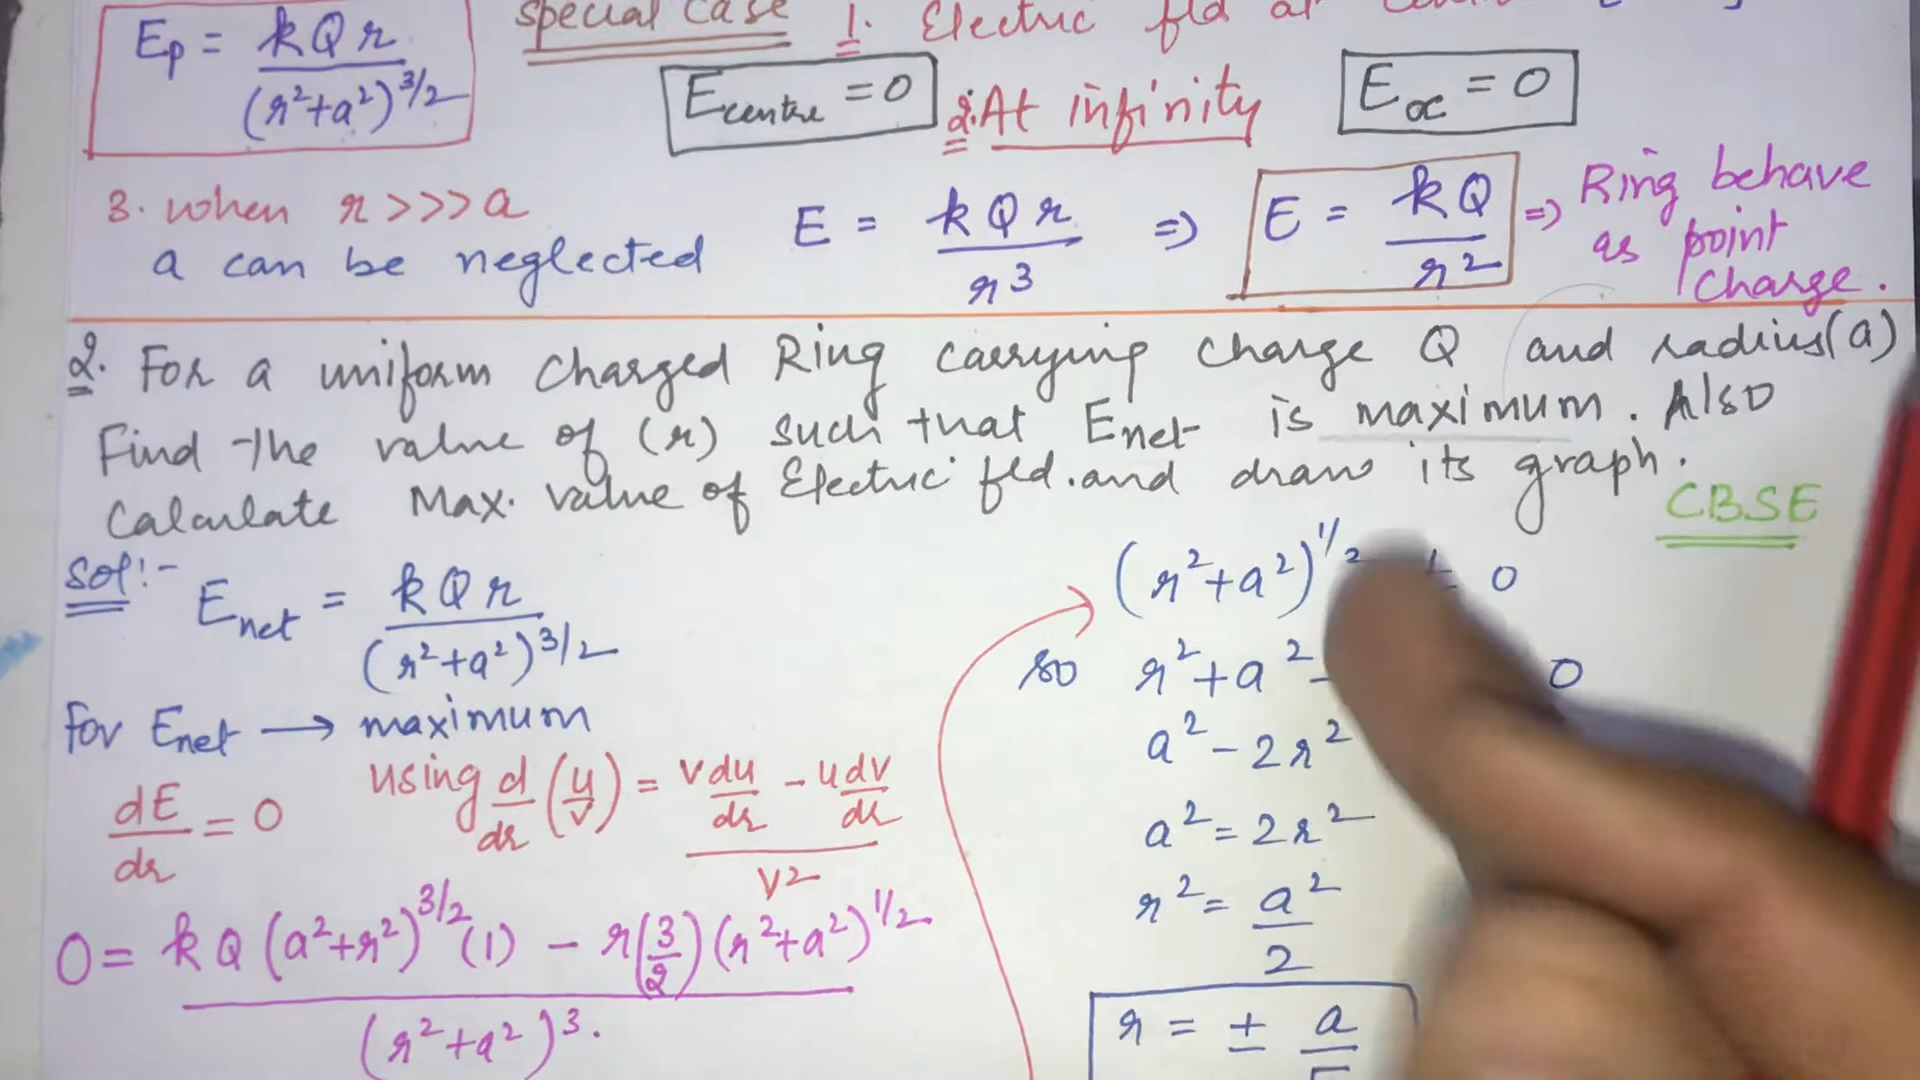 Ep = kQr / (r²+a²)^3/2
special case 1. Electric fld at
Ecentre = 0
2. At infinity E∝ = 0
3. when r >>> a
a can be neglected
E = kQr / r³ => E = kQ / r² => Ring behave as point charge.
Q. For a uniform charged Ring carrying charge Q and radius(a)
Find the value of (r) such that Enet is maximum. Also
Calculate Max. value of Electric fld. and draw its graph.
CBSE
Sol:- Enet = kQr / (r²+a²)^3/2
For Enet → maximum
dE/dr = 0 using d/dr (u/v) = (v du/dr - u dv/dr) / v²
0 = kQ (a²+r²)^3/2 (1) - r(3/2) (r²+a²)^1/2 / (r²+a²)³.
(r²+a²)^1/2 0
so r²+a² - 0
a² - 2r²
a² = 2r²
r² = a²/2
r = ± a